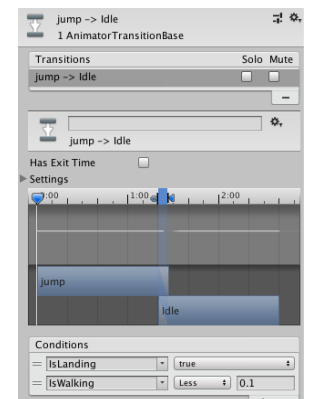 jump -> Idle
1 AnimatorTransitionBase
Transitions Solo Mute
jump -> Idle
jump -> Idle
Has Exit Time
Settings
0:00 1:00 2:00
jump
Idle
Conditions
IsLanding true
IsWalking Less 0.1